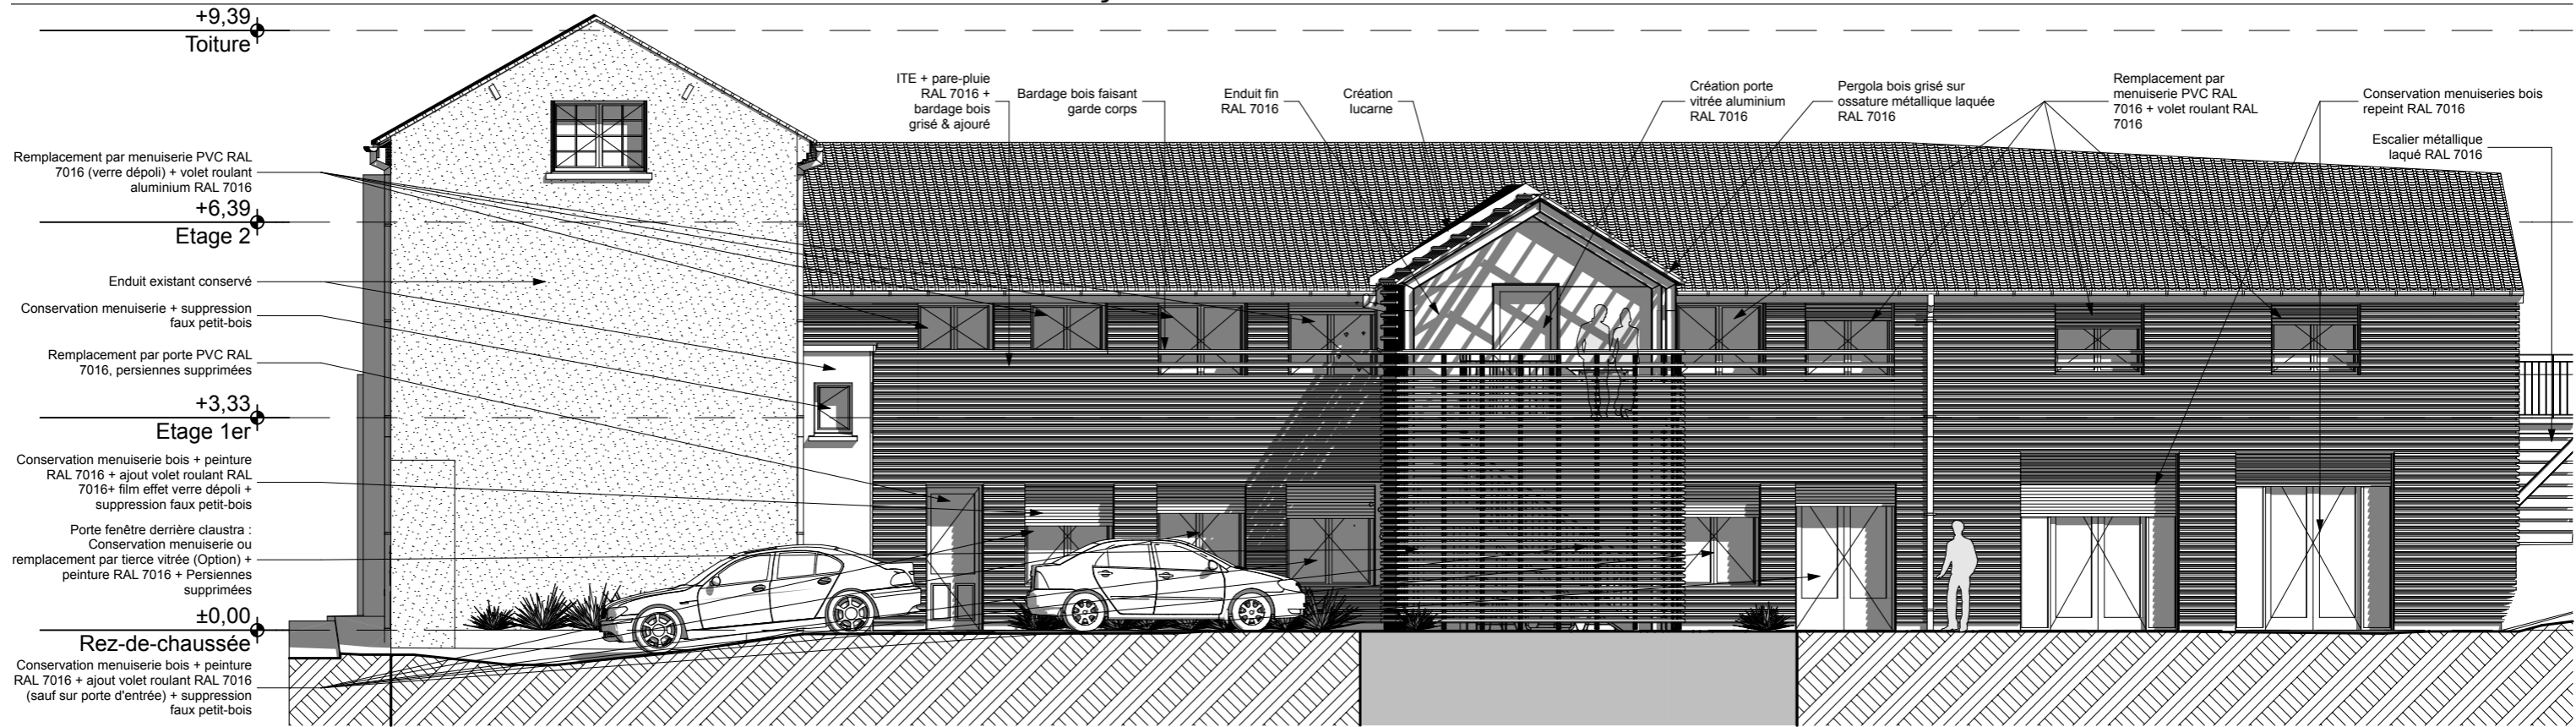 +9,39
Toiture
ITE + pare-pluie
RAL 7016 +
bardage bois
grisé & ajouré
Bardage bois faisant
garde corps
Enduit fin
RAL 7016
Création
lucarne
Création porte
vitrée aluminium
RAL 7016
Pergola bois grisé sur
ossature métallique laquée
RAL 7016
Remplacement par
menuiserie PVC RAL
7016 + volet roulant RAL
7016
Conservation menuiseries bois
repeint RAL 7016
Escalier métallique
laqué RAL 7016
Remplacement par menuiserie PVC RAL
7016 (verre dépoli) + volet roulant
aluminium RAL 7016
+6,39
Etage 2
Enduit existant conservé
Conservation menuiserie + suppression
faux petit-bois
Remplacement par porte PVC RAL
7016, persiennes supprimées
+3,33
Etage 1er
Conservation menuiserie bois + peinture
RAL 7016 + ajout volet roulant RAL
7016+ film effet verre dépoli +
suppression faux petit-bois
Porte fenêtre derrière claustra :
Conservation menuiserie ou
remplacement par tierce vitrée (Option) +
peinture RAL 7016 + Persiennes
supprimées
±0,00
Rez-de-chaussée
Conservation menuiserie bois + peinture
RAL 7016 + ajout volet roulant RAL 7016
(sauf sur porte d'entrée) + suppression
faux petit-bois